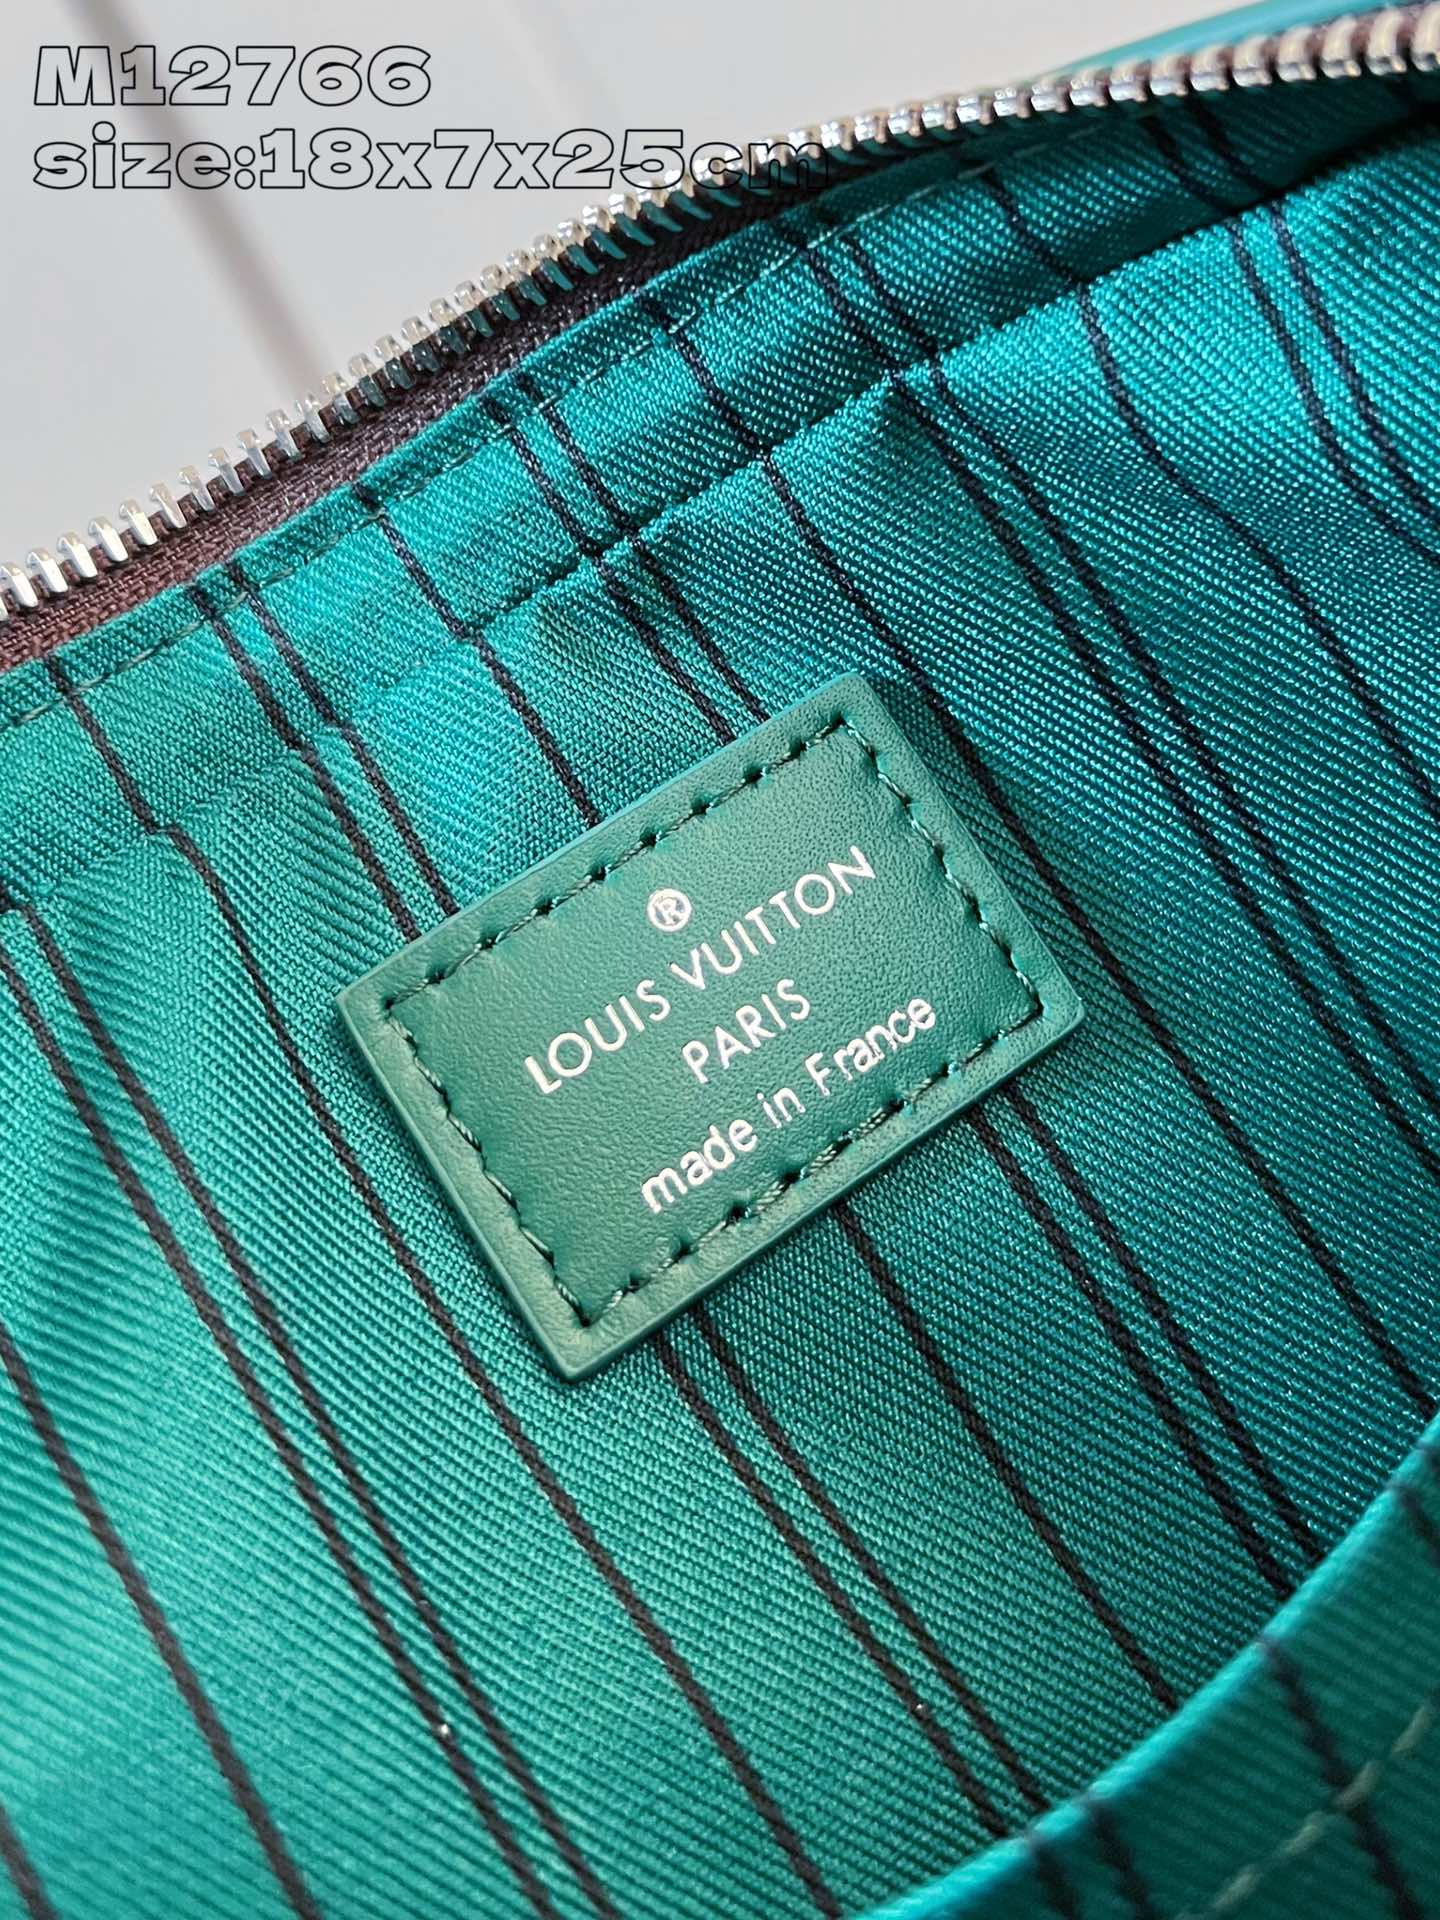 M12766
size:18x7x25cm
®
LOUIS VUITTON
PARIS
made in France